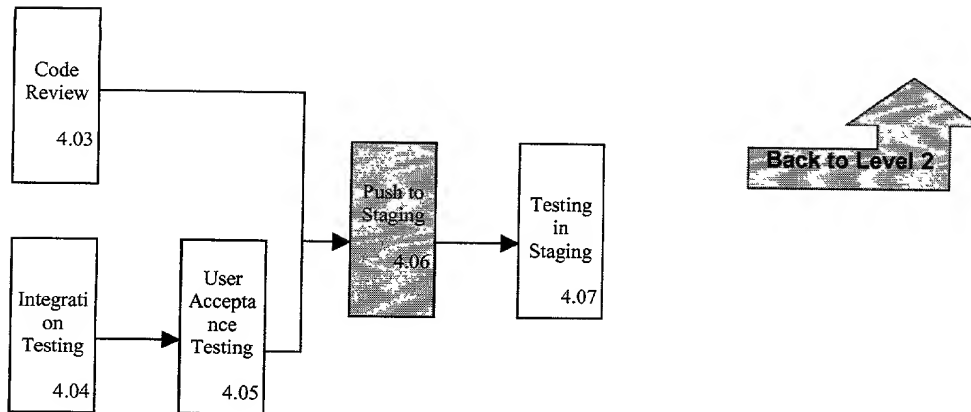 Code
Review
4.03
Integrati
on
Testing
4.04
User
Accepta
nce
Testing
4.05
Push to
Staging
4.06
Testing
in
Staging
4.07
Back to Level 2